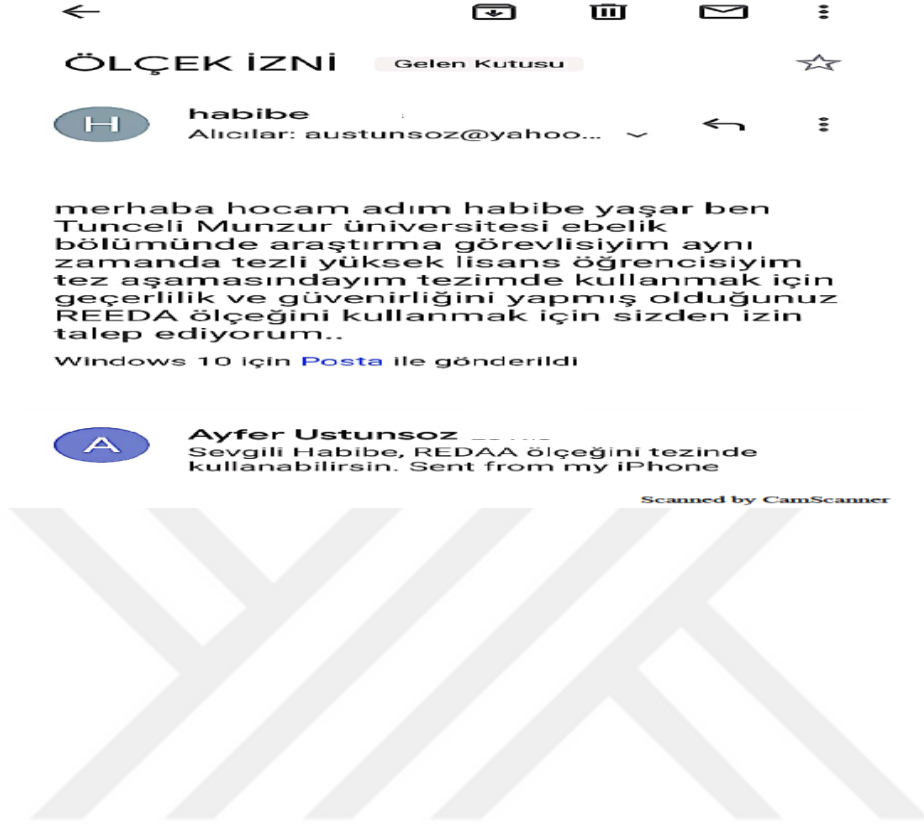 ÖLÇEK İZNİ Gelen Kutusu
H
habibe
Alıcılar: austunsoz@yahoo...
merhaba hocam adım habibe yaşar ben
Tunceli Munzur üniversitesi ebelik
bölümünde araştırma görevlisiyim aynı
zamanda tezli yüksek lisans öğrencisiyim
tez aşamasındayım tezimde kullanmak için
geçerlilik ve güvenirliğini yapmış olduğunuz
REEDA ölçeğini kullanmak için sizden izin
talep ediyorum..
Windows 10 için Posta ile gönderildi
A
Ayfer Ustunsoz
Sevgili Habibe, REDAA ölçeğini tezinde
kullanabilirsin. Sent from my iPhone
Scanned by CamScanner